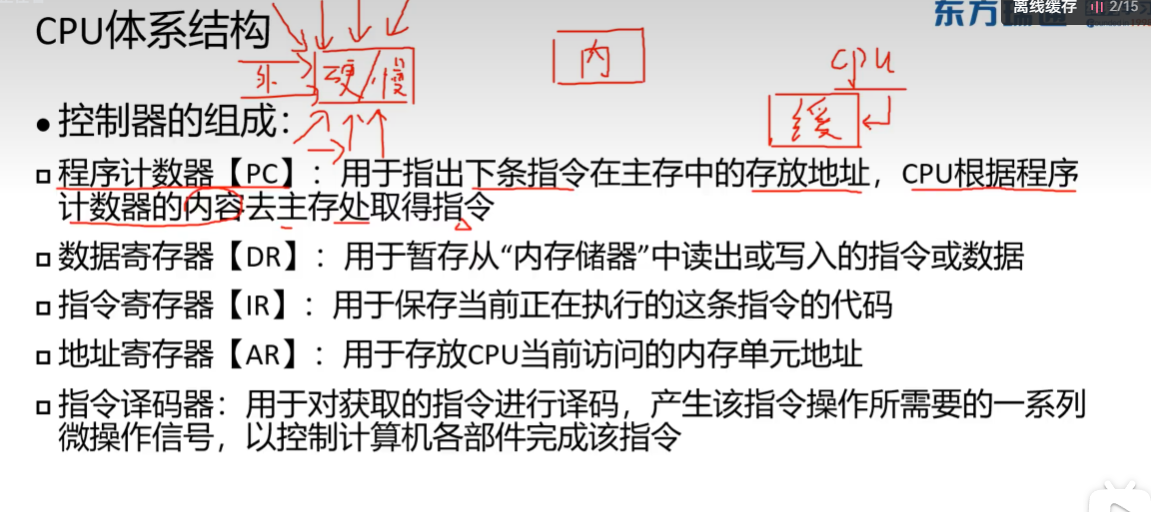 离线缓存 2/15
CPU体系结构
外 硬/慢
内
cpu
缓
●控制器的组成：
程序计数器【PC】：用于指出下条指令在主存中的存放地址，CPU根据程序
计数器的内容去主存处取得指令
数据寄存器【DR】：用于暂存从“内存储器”中读出或写入的指令或数据
指令寄存器【IR】：用于保存当前正在执行的这条指令的代码
地址寄存器【AR】：用于存放CPU当前访问的内存单元地址
指令译码器：用于对获取的指令进行译码，产生该指令操作所需要的一系列
微操作信号，以控制计算机各部件完成该指令